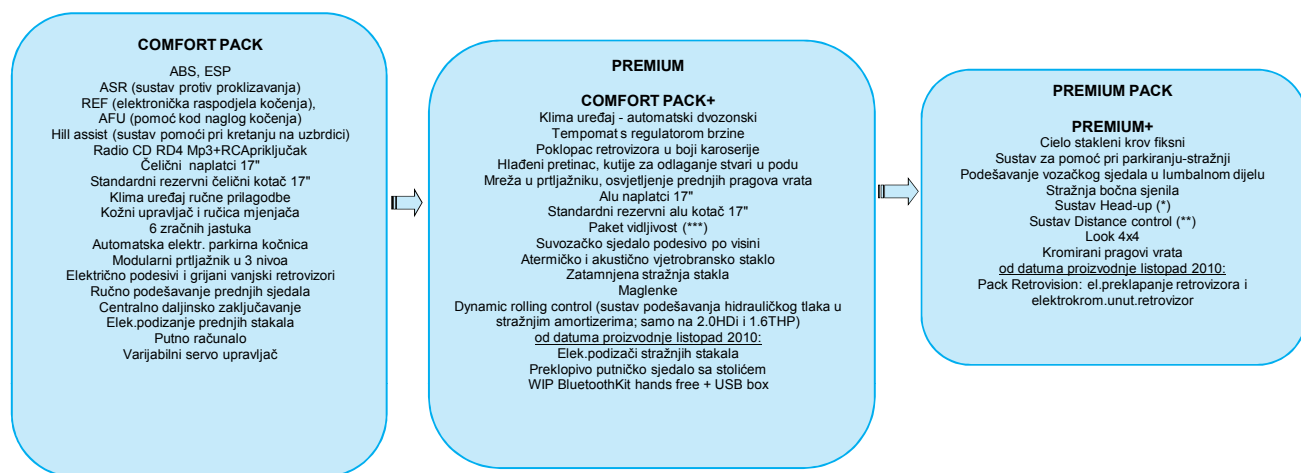 COMFORT PACK
ABS, ESP
ASR (sustav protiv proklizavanja)
REF (elektronička raspodjela kočenja),
AFU (pomoć kod naglog kočenja)
Hill assist (sustav pomoći pri kretanju na uzbrdici)
Radio CD RD4 Mp3+RCApriključak
Čelični naplatci 17"
Standardni rezervni čelični kotač 17"
Klima uređaj ručne prilagodbe
Kožni upravljač i ručica mjenjača
6 zračnih jastuka
Automatska elektr. parkirna kočnica
Modularni prtljažnik u 3 nivoa
Električno podesivi i grijani vanjski retrovizori
Ručno podešavanje prednjih sjedala
Centralno daljinsko zaključavanje
Elek.podizanje prednjih stakala
Putno računalo
Varijabilni servo upravljač
PREMIUM
COMFORT PACK+
Klima uređaj - automatski dvozonski
Tempomat s regulatorom brzine
Poklopac retrovizora u boji karoserije
Hlađeni pretinac, kutije za odlaganje stvari u podu
Mreža u prtljažniku, osvjetljenje prednjih pragova vrata
Alu naplatci 17"
Standardni rezervni alu kotač 17"
Paket vidljivost (***)
Suvozačko sjedalo podesivo po visini
Atermičko i akustično vjetrobransko staklo
Zatamnjena stražnja stakla
Maglenke
Dynamic rolling control (sustav podešavanja hidrauličkog tlaka u
stražnjim amortizerima; samo na 2.0HDi i 1.6THP)
od datuma proizvodnje listopad 2010:
Elek.podizači stražnjih stakala
Preklopivo putničko sjedalo sa stolićem
WIP BluetoothKit hands free + USB box
PREMIUM PACK
PREMIUM+
Cielo stakleni krov fiksni
Sustav za pomoć pri parkiranju-stražnji
Podešavanje vozačkog sjedala u lumbalnom dijelu
Stražnja bočna sjenila
Sustav Head-up (*)
Sustav Distance control (**)
Look 4x4
Kromirani pragovi vrata
od datuma proizvodnje listopad 2010:
Pack Retrovision: el.preklapanje retrovizora i
elektrokrom.unut.retrovizor